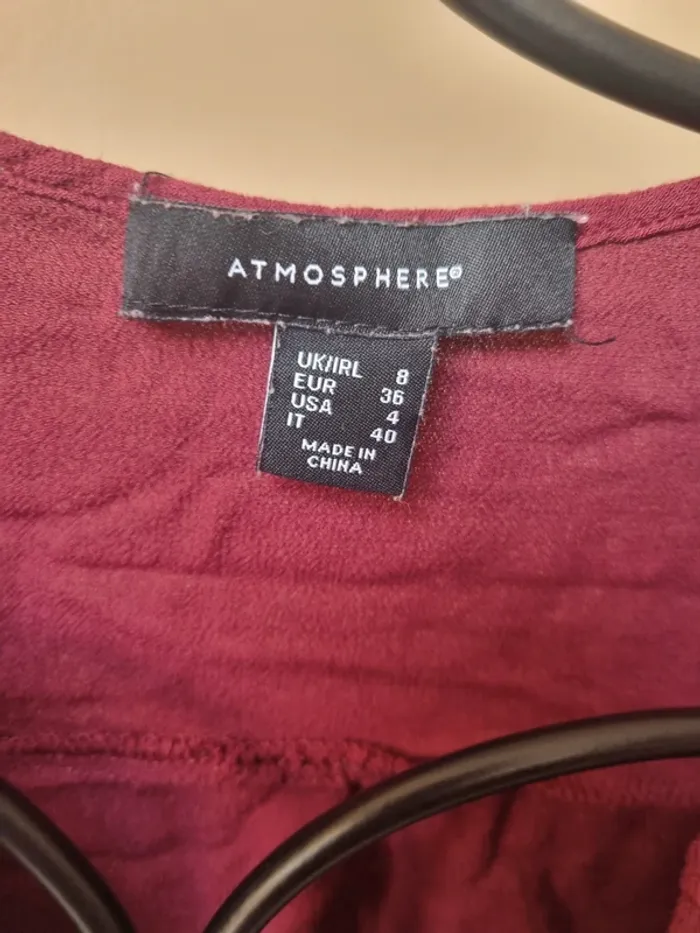 ATMOSPHERE®
UK/IRL 8
EUR 36
USA 4
IT 40
MADE IN
CHINA